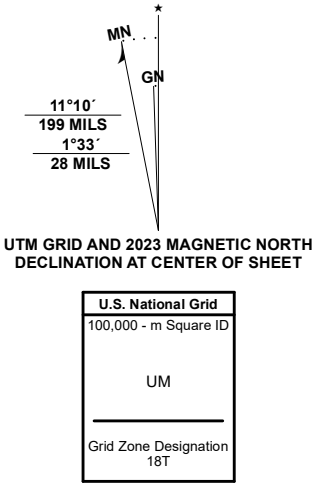 MN
GN
11°10´
199 MILS
1°33´
28 MILS
UTM GRID AND 2023 MAGNETIC NORTH
DECLINATION AT CENTER OF SHEET
U.S. National Grid
100,000 - m Square ID
UM
Grid Zone Designation
18T